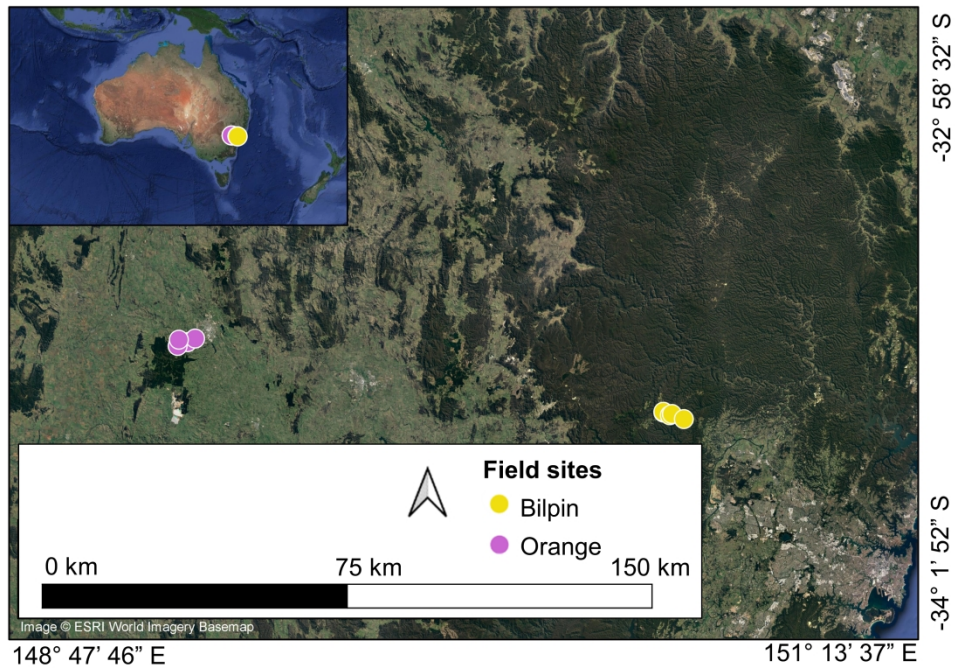 -32° 58’ 32” S
Field sites
Bilpin
Orange
0 km 75 km 150 km
Image © ESRI World Imagery Basemap
-34° 1’ 52” S
148° 47’ 46” E
151° 13’ 37” E